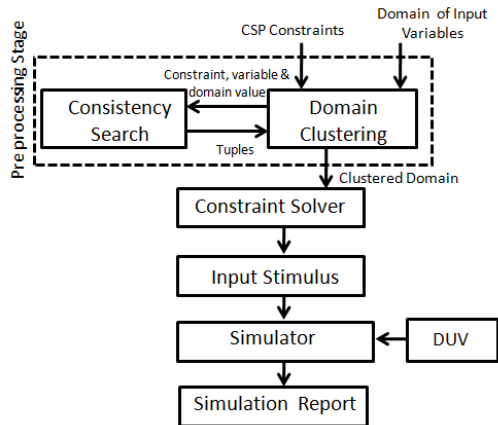 CSP Constraints
Domain of Input
Variables
Pre processing Stage
Constraint, variable &
domain value
Consistency
Search
Domain
Clustering
Tuples
Clustered Domain
Constraint Solver
Input Stimulus
Simulator
DUV
Simulation Report